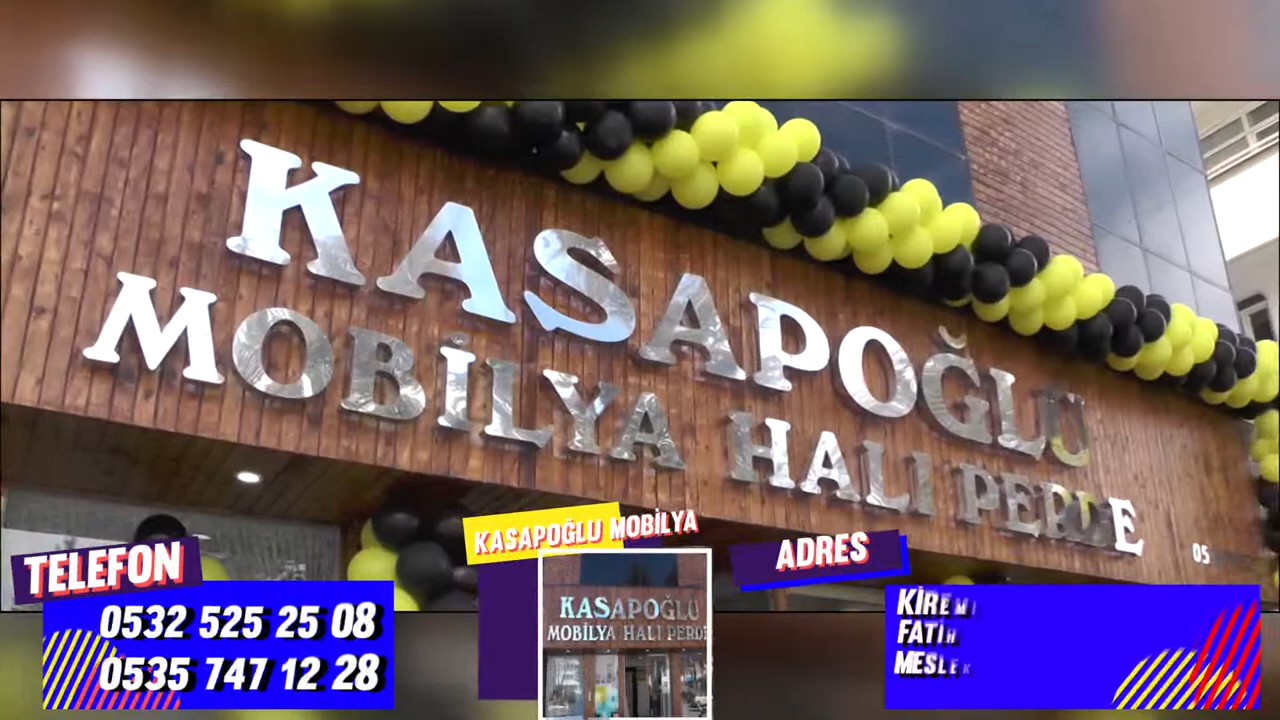 KASAPOĞLU
MOBİLYA HALI PERDE
05
TELEFON
0532 525 25 08
0535 747 12 28
KASAPOĞLU MOBİLYA
KASAPOĞLU
MOBİLYA HALI PERDE
ADRES